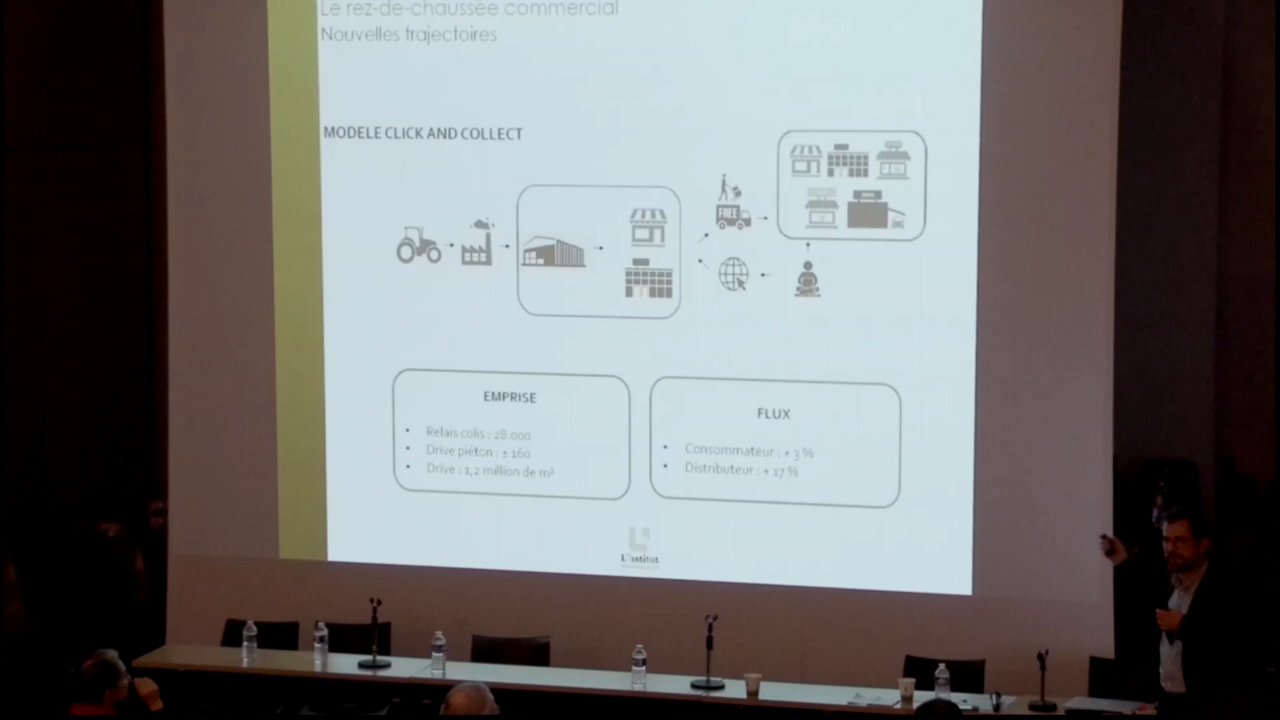 Le rez-de-chaussée commercial
Nouvelles trajectoires
MODELE CLICK AND COLLECT
FREE
EMPRISE
• Relais colis : 28.000
• Drive piéton : ± 160
• Drive : 1,2 million de m²
FLUX
• Consommateur : + 3 %
• Distributeur : + 17 %
L'institut